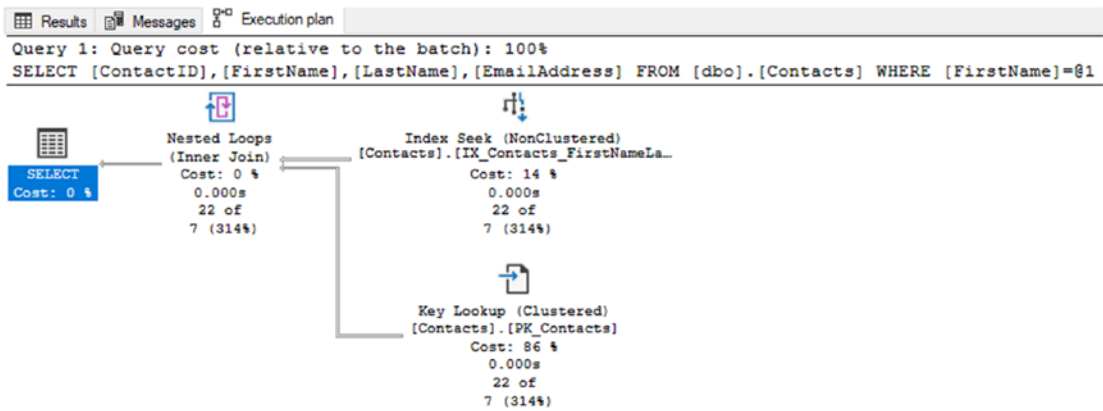 Results Messages Execution plan
Query 1: Query cost (relative to the batch): 100%
SELECT [ContactID],[FirstName],[LastName],[EmailAddress] FROM [dbo].[Contacts] WHERE [FirstName]=@1
SELECT
Cost: 0 %
Nested Loops
(Inner Join)
Cost: 0 %
0.000s
22 of
7 (314%)
Index Seek (NonClustered)
[Contacts].[IX_Contacts_FirstNameLa…
Cost: 14 %
0.000s
22 of
7 (314%)
Key Lookup (Clustered)
[Contacts].[PK_Contacts]
Cost: 86 %
0.000s
22 of
7 (314%)